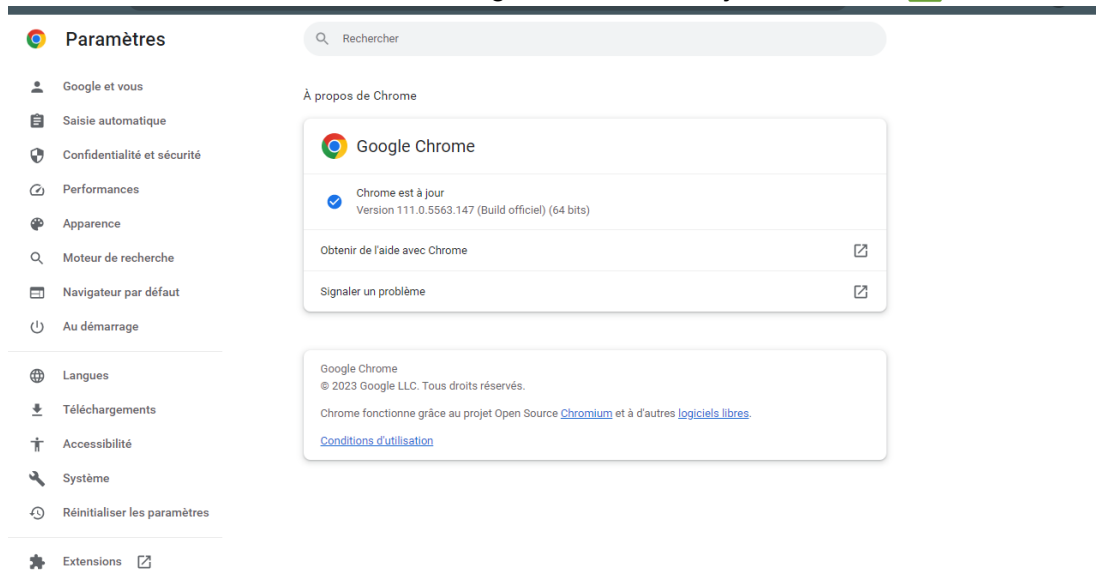 Paramètres
Rechercher
Google et vous
Saisie automatique
Confidentialité et sécurité
Performances
Apparence
Moteur de recherche
Navigateur par défaut
Au démarrage
Langues
Téléchargements
Accessibilité
Système
Réinitialiser les paramètres
Extensions
À propos de Chrome
Google Chrome
Chrome est à jour
Version 111.0.5563.147 (Build officiel) (64 bits)
Obtenir de l'aide avec Chrome
Signaler un problème
Google Chrome
© 2023 Google LLC. Tous droits réservés.
Chrome fonctionne grâce au projet Open Source Chromium et à d'autres logiciels libres.
Conditions d'utilisation